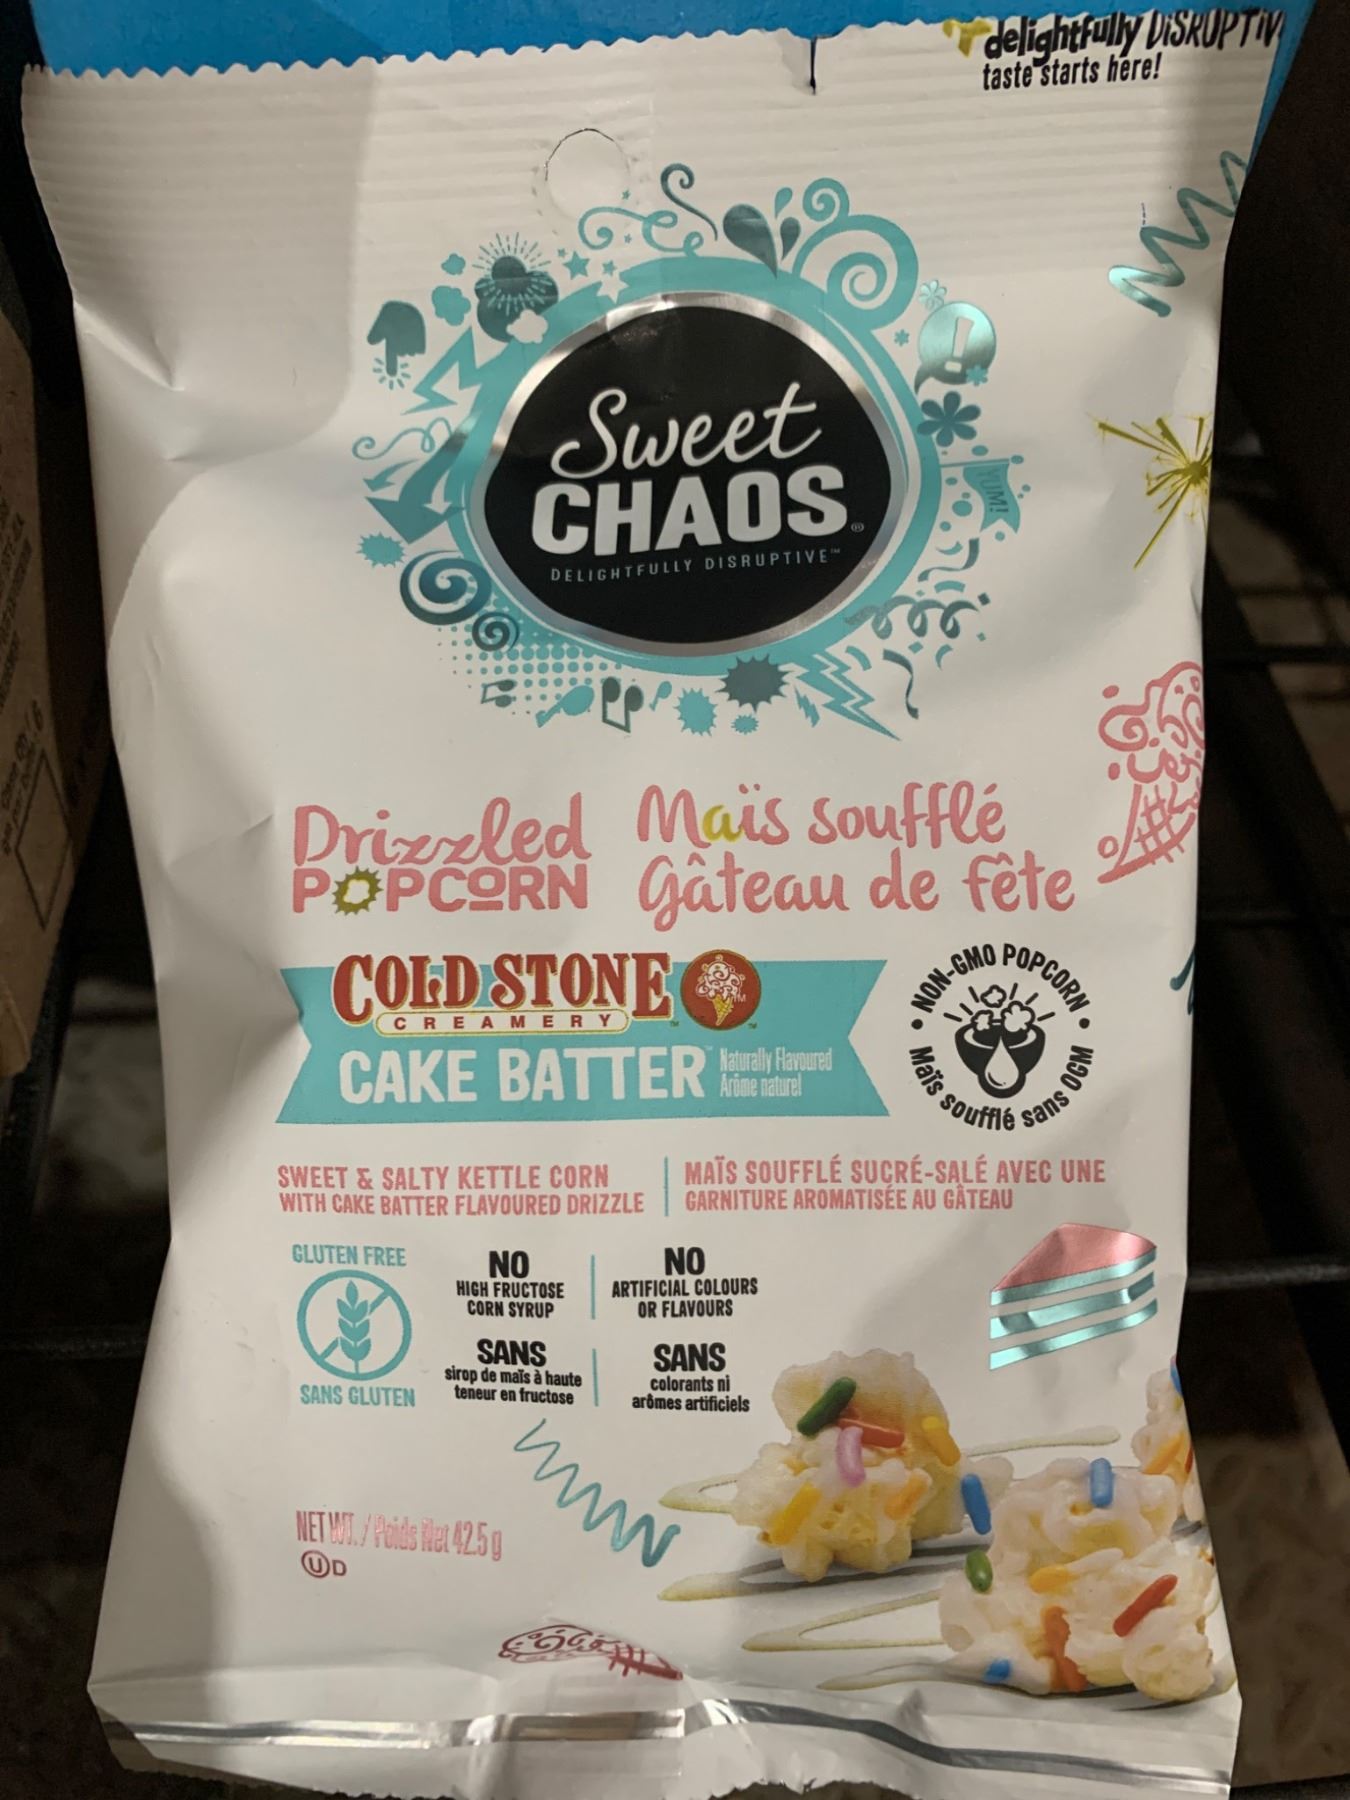 delightfully DISRUPTIV
taste starts here!
YUM!
Sweet
CHAOS®
DELIGHTFULLY DISRUPTIVE™
Drizzled
POPCORN
Maïs soufflé
Gâteau de fête
COLD STONE
CREAMERY™
CAKE BATTER™
Naturally Flavoured
Arôme naturel
• NON-GMO POPCORN •
Maïs soufflé sans OGM
SWEET & SALTY KETTLE CORN
WITH CAKE BATTER FLAVOURED DRIZZLE
MAÏS SOUFFLÉ SUCRÉ-SALÉ AVEC UNE
GARNITURE AROMATISÉE AU GÂTEAU
GLUTEN FREE
SANS GLUTEN
NO
HIGH FRUCTOSE
CORN SYRUP
SANS
sirop de maïs à haute
teneur en fructose
NO
ARTIFICIAL COLOURS
OR FLAVOURS
SANS
colorants ni
arômes artificiels
NET WT. / Poids Net 42.5 g
ⓊD